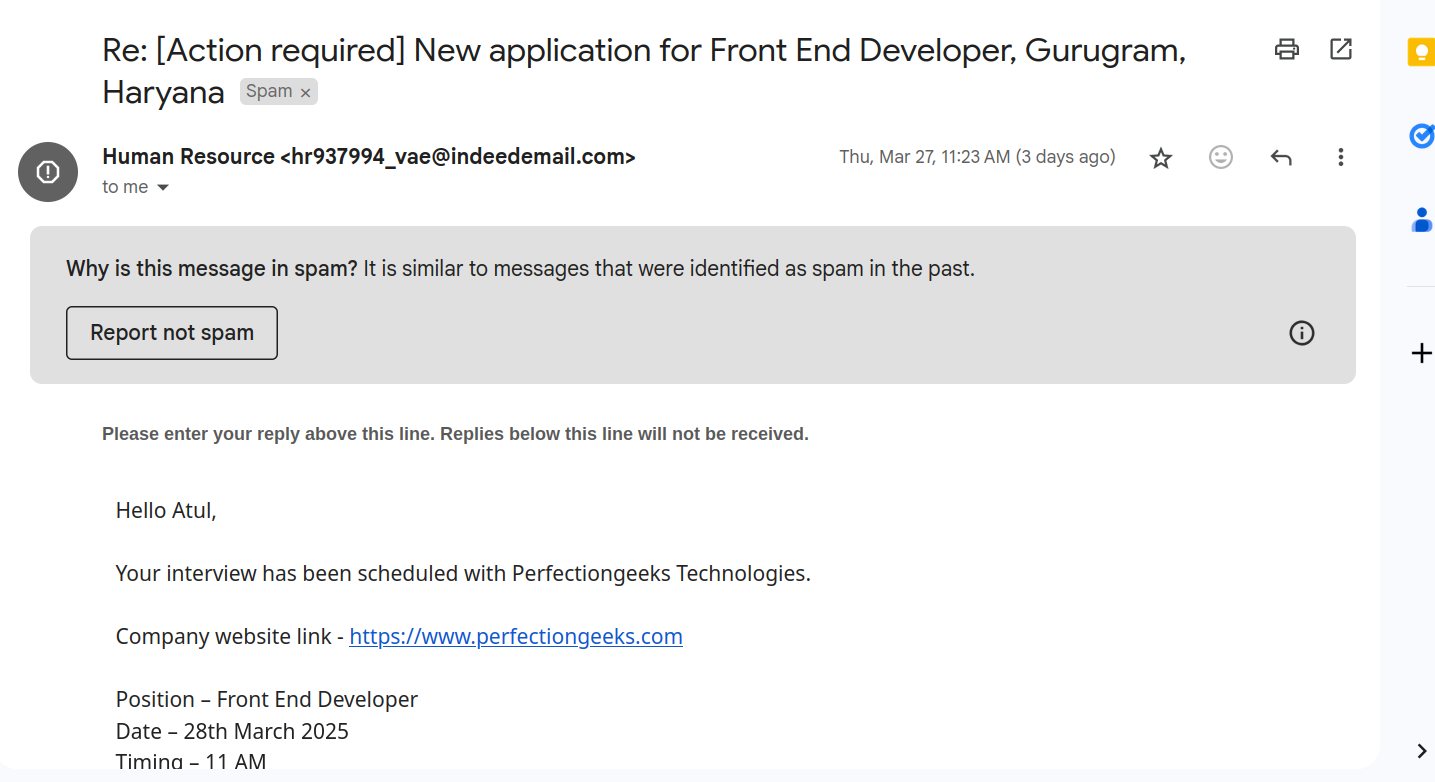 Re: [Action required] New application for Front End Developer, Gurugram,
Haryana Spam ×
Human Resource <hr937994_vae@indeedemail.com>
Thu, Mar 27, 11:23 AM (3 days ago)
to me
Why is this message in spam? It is similar to messages that were identified as spam in the past.
Report not spam
Please enter your reply above this line. Replies below this line will not be received.
Hello Atul,
Your interview has been scheduled with Perfectiongeeks Technologies.
Company website link - https://www.perfectiongeeks.com
Position – Front End Developer
Date – 28th March 2025
Timing – 11 AM